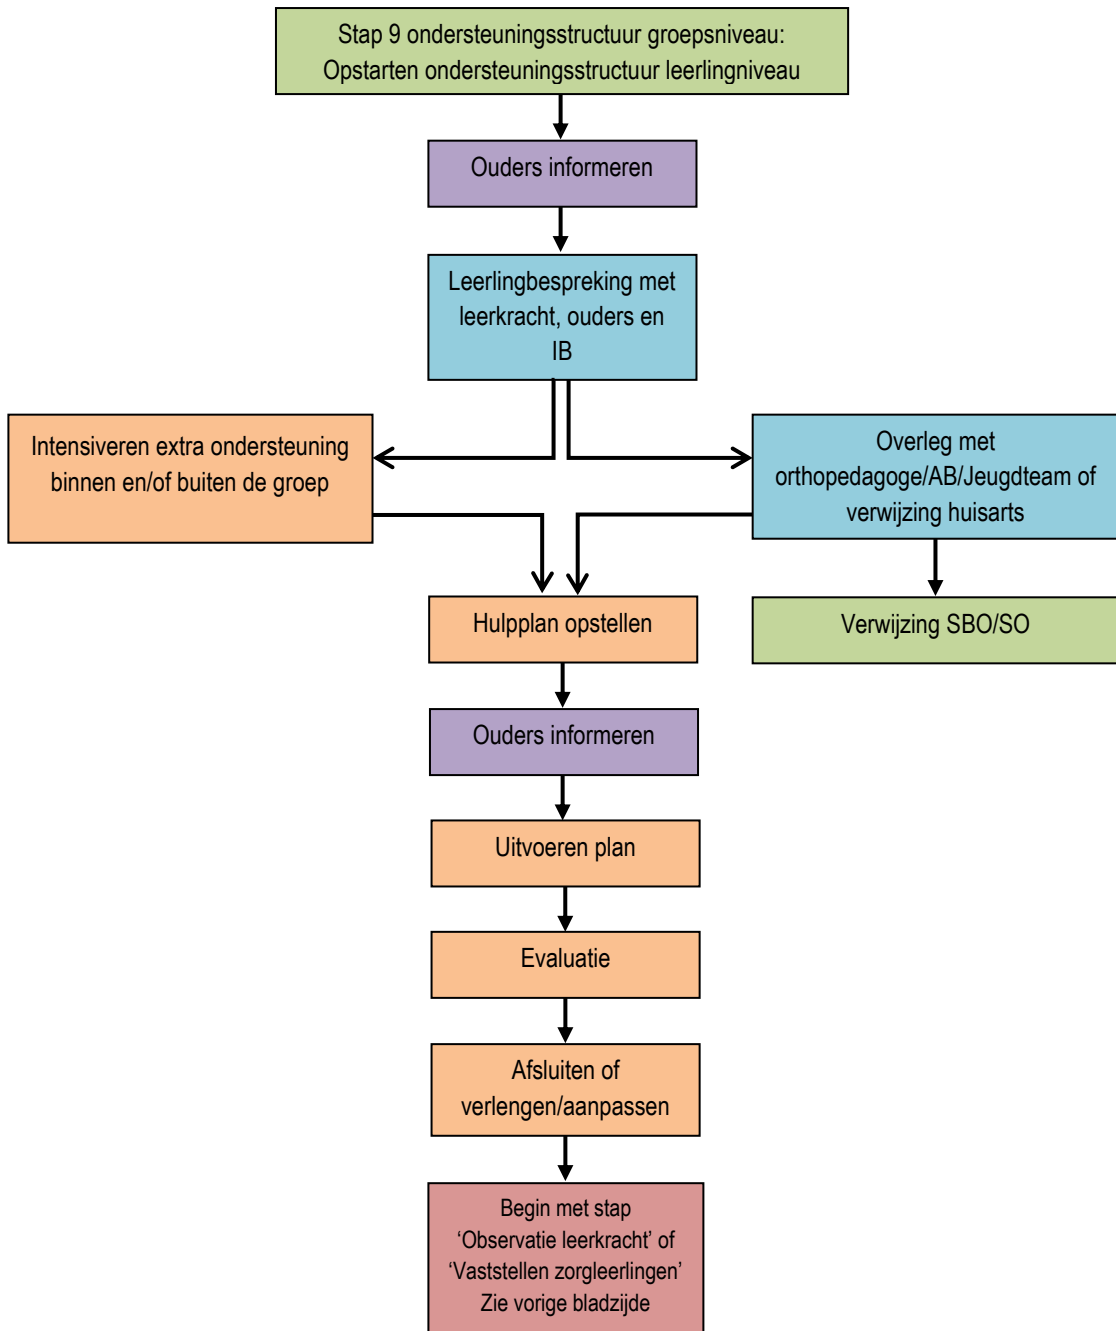 Stap 9 ondersteuningsstructuur groepsniveau:
Opstarten ondersteuningsstructuur leerlingniveau
Ouders informeren
Leerlingbespreking met
leerkracht, ouders en
IB
Intensiveren extra ondersteuning
binnen en/of buiten de groep
Overleg met
orthopedagoge/AB/Jeugdteam of
verwijzing huisarts
Hulpplan opstellen
Verwijzing SBO/SO
Ouders informeren
Uitvoeren plan
Evaluatie
Afsluiten of
verlengen/aanpassen
Begin met stap
‘Observatie leerkracht’ of
‘Vaststellen zorgleerlingen’
Zie vorige bladzijde